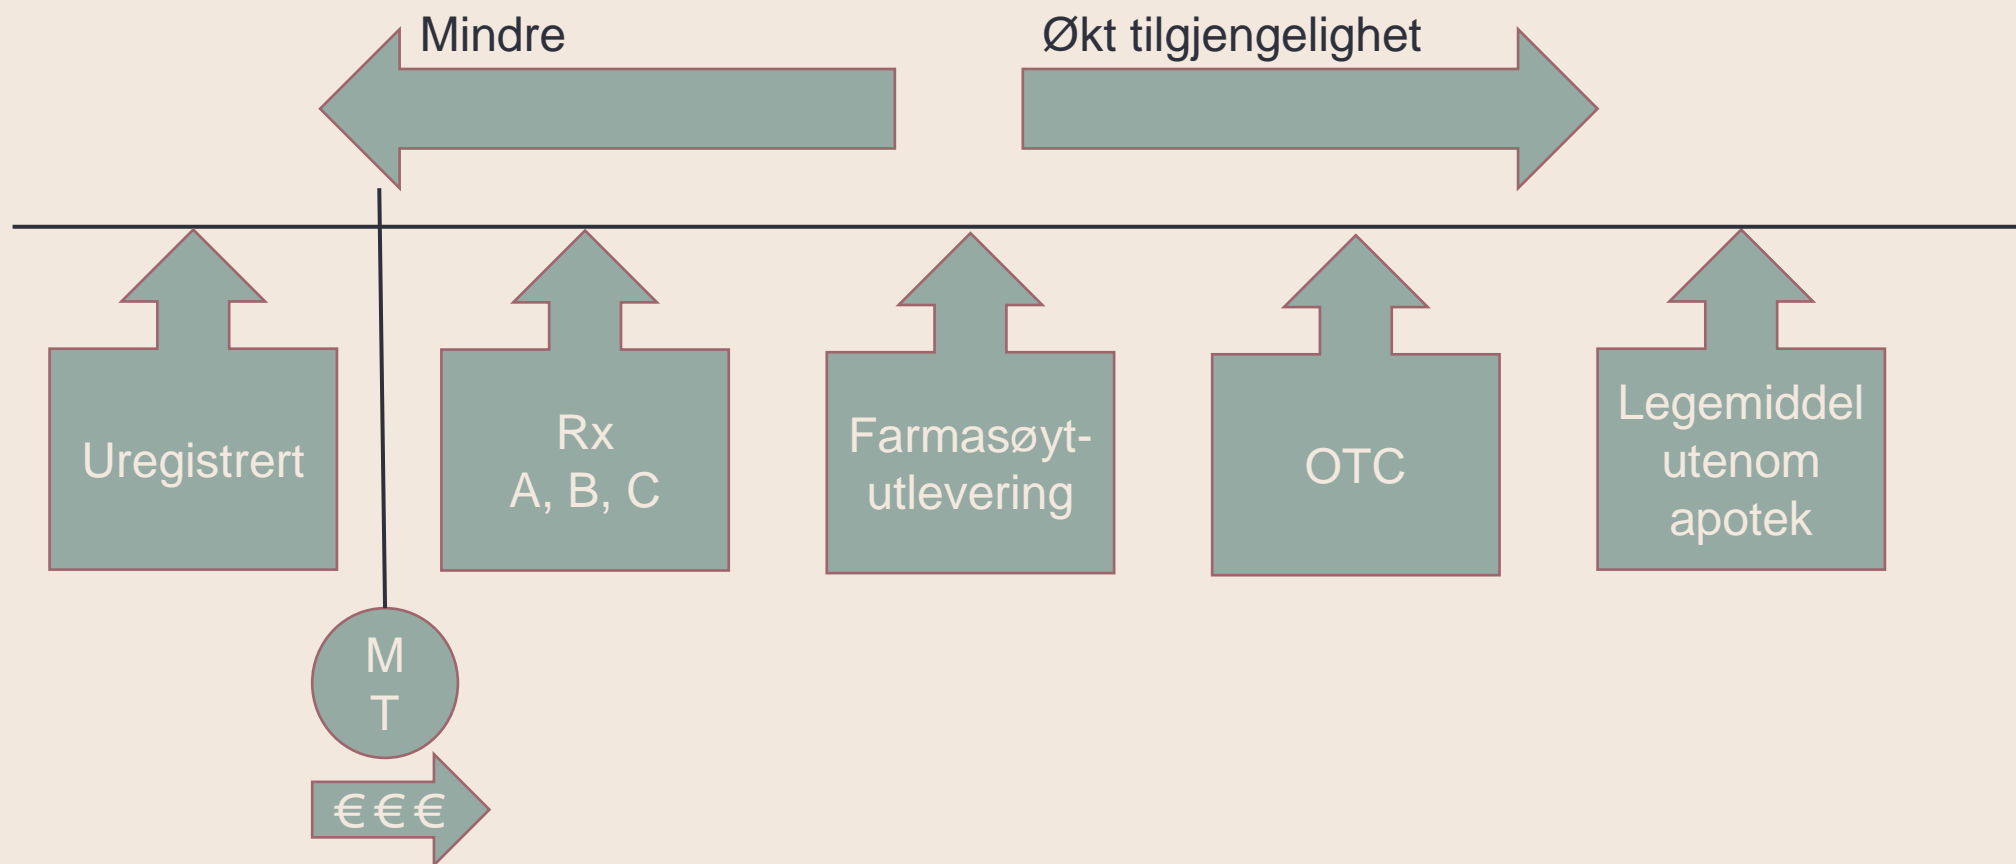 Mindre
Økt tilgjengelighet
Uregistrert
Rx
A, B, C
Farmasøyt-
utlevering
OTC
Legemiddel
utenom
apotek
M
T
€ € €